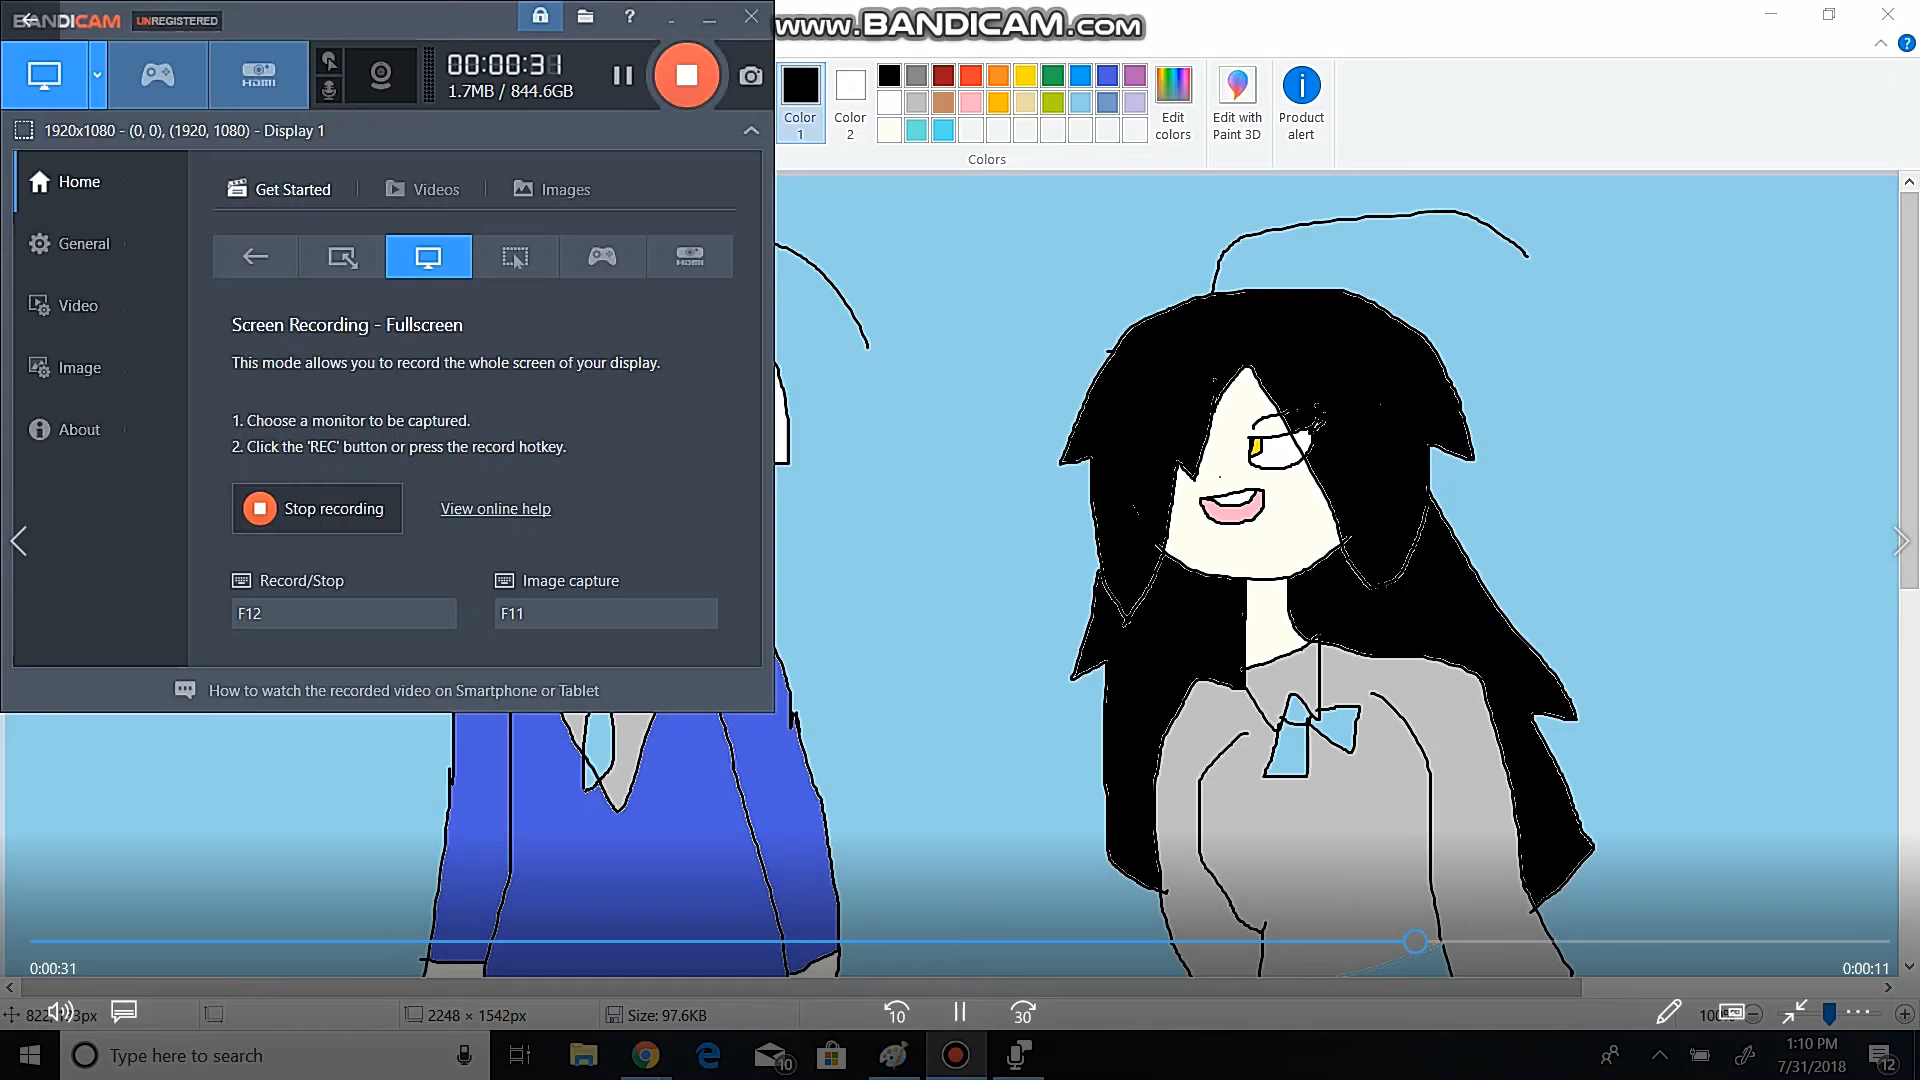 BANDICAM UNREGISTERED
?
www.BANDICAM.com
HDMI
00:00:31
1.7MB / 844.6GB
1920x1080 - (0, 0), (1920, 1080) - Display 1
Home
General
Video
Image
About
Get Started
Videos
Images
HDMI
Screen Recording - Fullscreen
This mode allows you to record the whole screen of your display.
1. Choose a monitor to be captured.
2. Click the 'REC' button or press the record hotkey.
Stop recording
View online help
Record/Stop
Image capture
F12
F11
How to watch the recorded video on Smartphone or Tablet
Color
1
Color
2
Edit
colors
Edit with
Paint 3D
Product
alert
Colors
0:00:31
0:00:11
10
30
2248 × 1542px
Size: 97.6KB
Type here to search
10
1:10 PM
7/31/2018
12